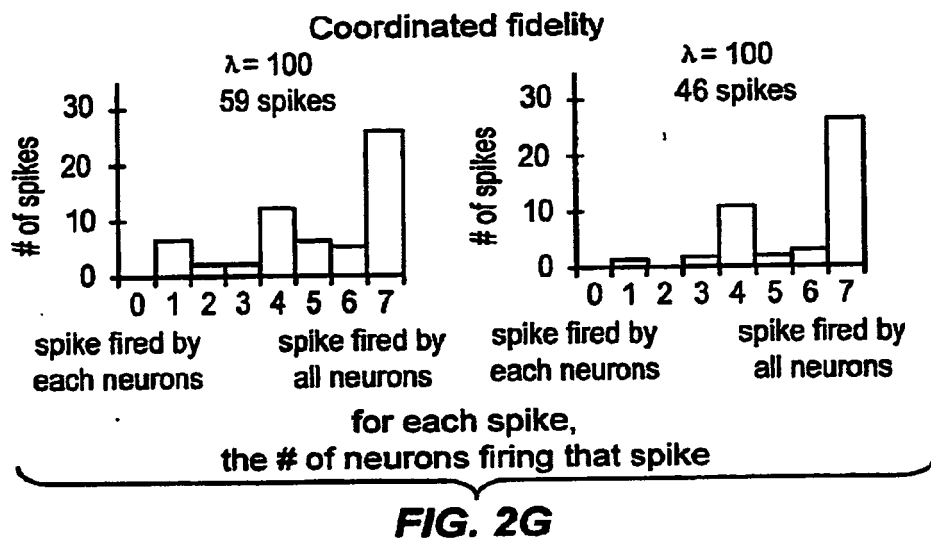 Coordinated fidelity
λ= 100
59 spikes
# of spikes
30
20
10
0
0 1 2 3 4 5 6 7
spike fired by
each neurons
spike fired by
all neurons
λ= 100
46 spikes
# of spikes
30
20
10
0
0 1 2 3 4 5 6 7
spike fired by
each neurons
spike fired by
all neurons
for each spike,
the # of neurons firing that spike
FIG. 2G